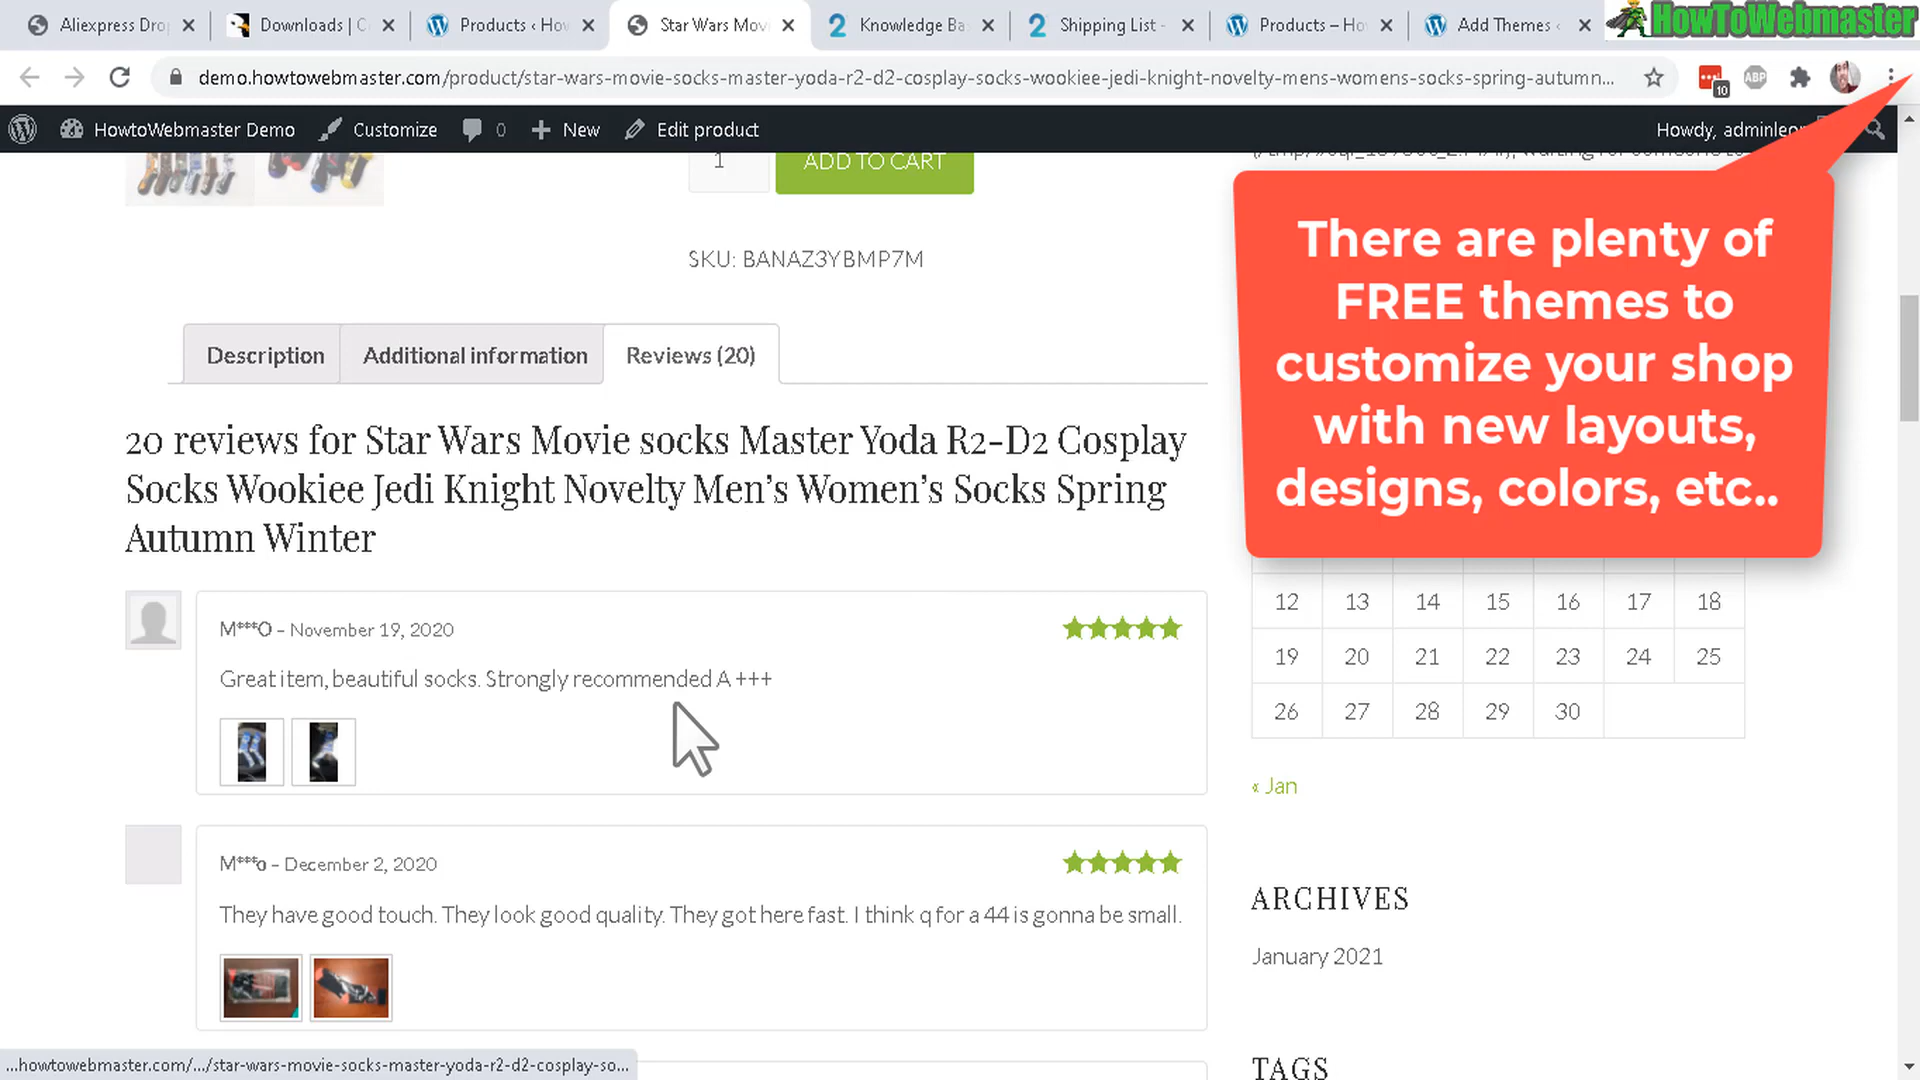 Aliexpress Dro
Downloads | C
Products ‹ How
Star Wars Movi
Knowledge Ba
Shipping List -
Products – Ho
Add Themes ‹
HowToWebmaster
demo.howtowebmaster.com/product/star-wars-movie-socks-master-yoda-r2-d2-cosplay-socks-wookiee-jedi-knight-novelty-mens-womens-socks-spring-autumn...
10
ABP
HowtoWebmaster Demo
Customize
0
New
Edit product
Howdy, adminleon
1
ADD TO CART
SKU: BANAZ3YBMP7M
There are plenty of
FREE themes to
customize your shop
with new layouts,
designs, colors, etc..
Description
Additional information
Reviews (20)
20 reviews for Star Wars Movie socks Master Yoda R2-D2 Cosplay
Socks Wookiee Jedi Knight Novelty Men’s Women’s Socks Spring
Autumn Winter
M***O – November 19, 2020
Great item, beautiful socks. Strongly recommended A +++
M***o – December 2, 2020
They have good touch. They look good quality. They got here fast. I think q for a 44 is gonna be small.
12 13 14 15 16 17 18
19 20 21 22 23 24 25
26 27 28 29 30
« Jan
ARCHIVES
January 2021
TAGS
...howtowebmaster.com/.../star-wars-movie-socks-master-yoda-r2-d2-cosplay-so...